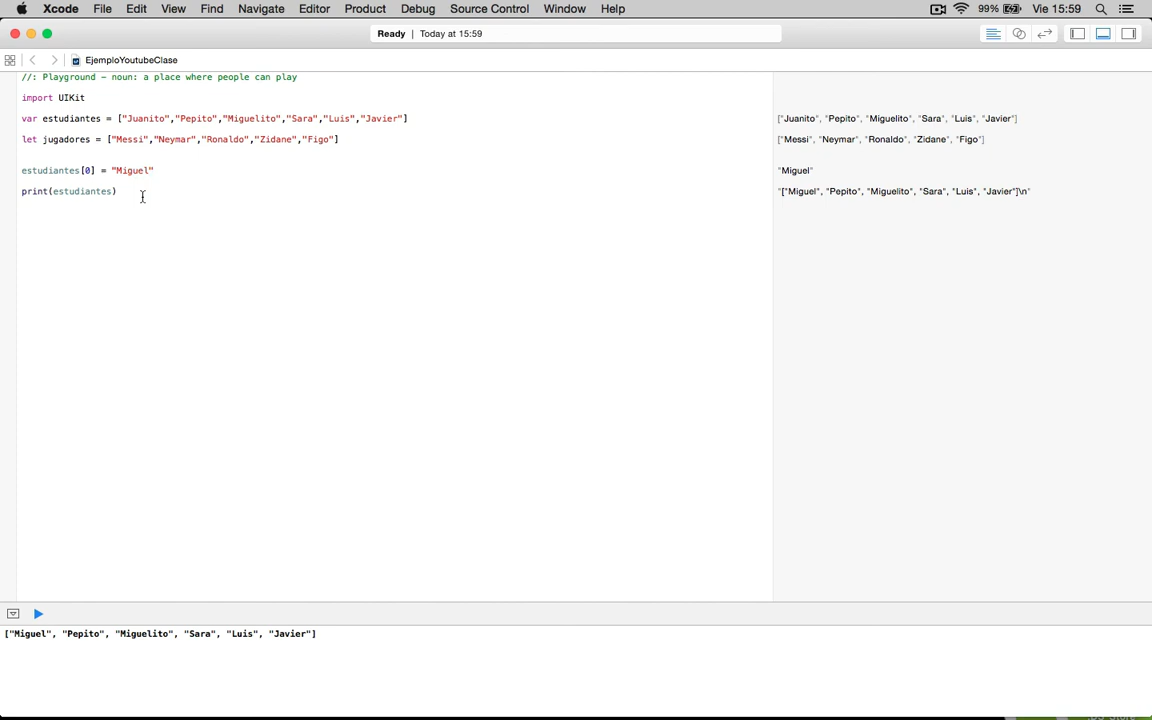 Xcode File Edit View Find Navigate Editor Product Debug Source Control Window Help 99% Vie 15:59
Ready | Today at 15:59
EjemploYoutubeClase
//: Playground - noun: a place where people can play
import UIKit
var estudiantes = ["Juanito","Pepito","Miguelito","Sara","Luis","Javier"]
["Juanito", "Pepito", "Miguelito", "Sara", "Luis", "Javier"]
let jugadores = ["Messi","Neymar","Ronaldo","Zidane","Figo"]
["Messi", "Neymar", "Ronaldo", "Zidane", "Figo"]
estudiantes[0] = "Miguel"
"Miguel"
print(estudiantes)
"["Miguel", "Pepito", "Miguelito", "Sara", "Luis", "Javier"]\n"
["Miguel", "Pepito", "Miguelito", "Sara", "Luis", "Javier"]